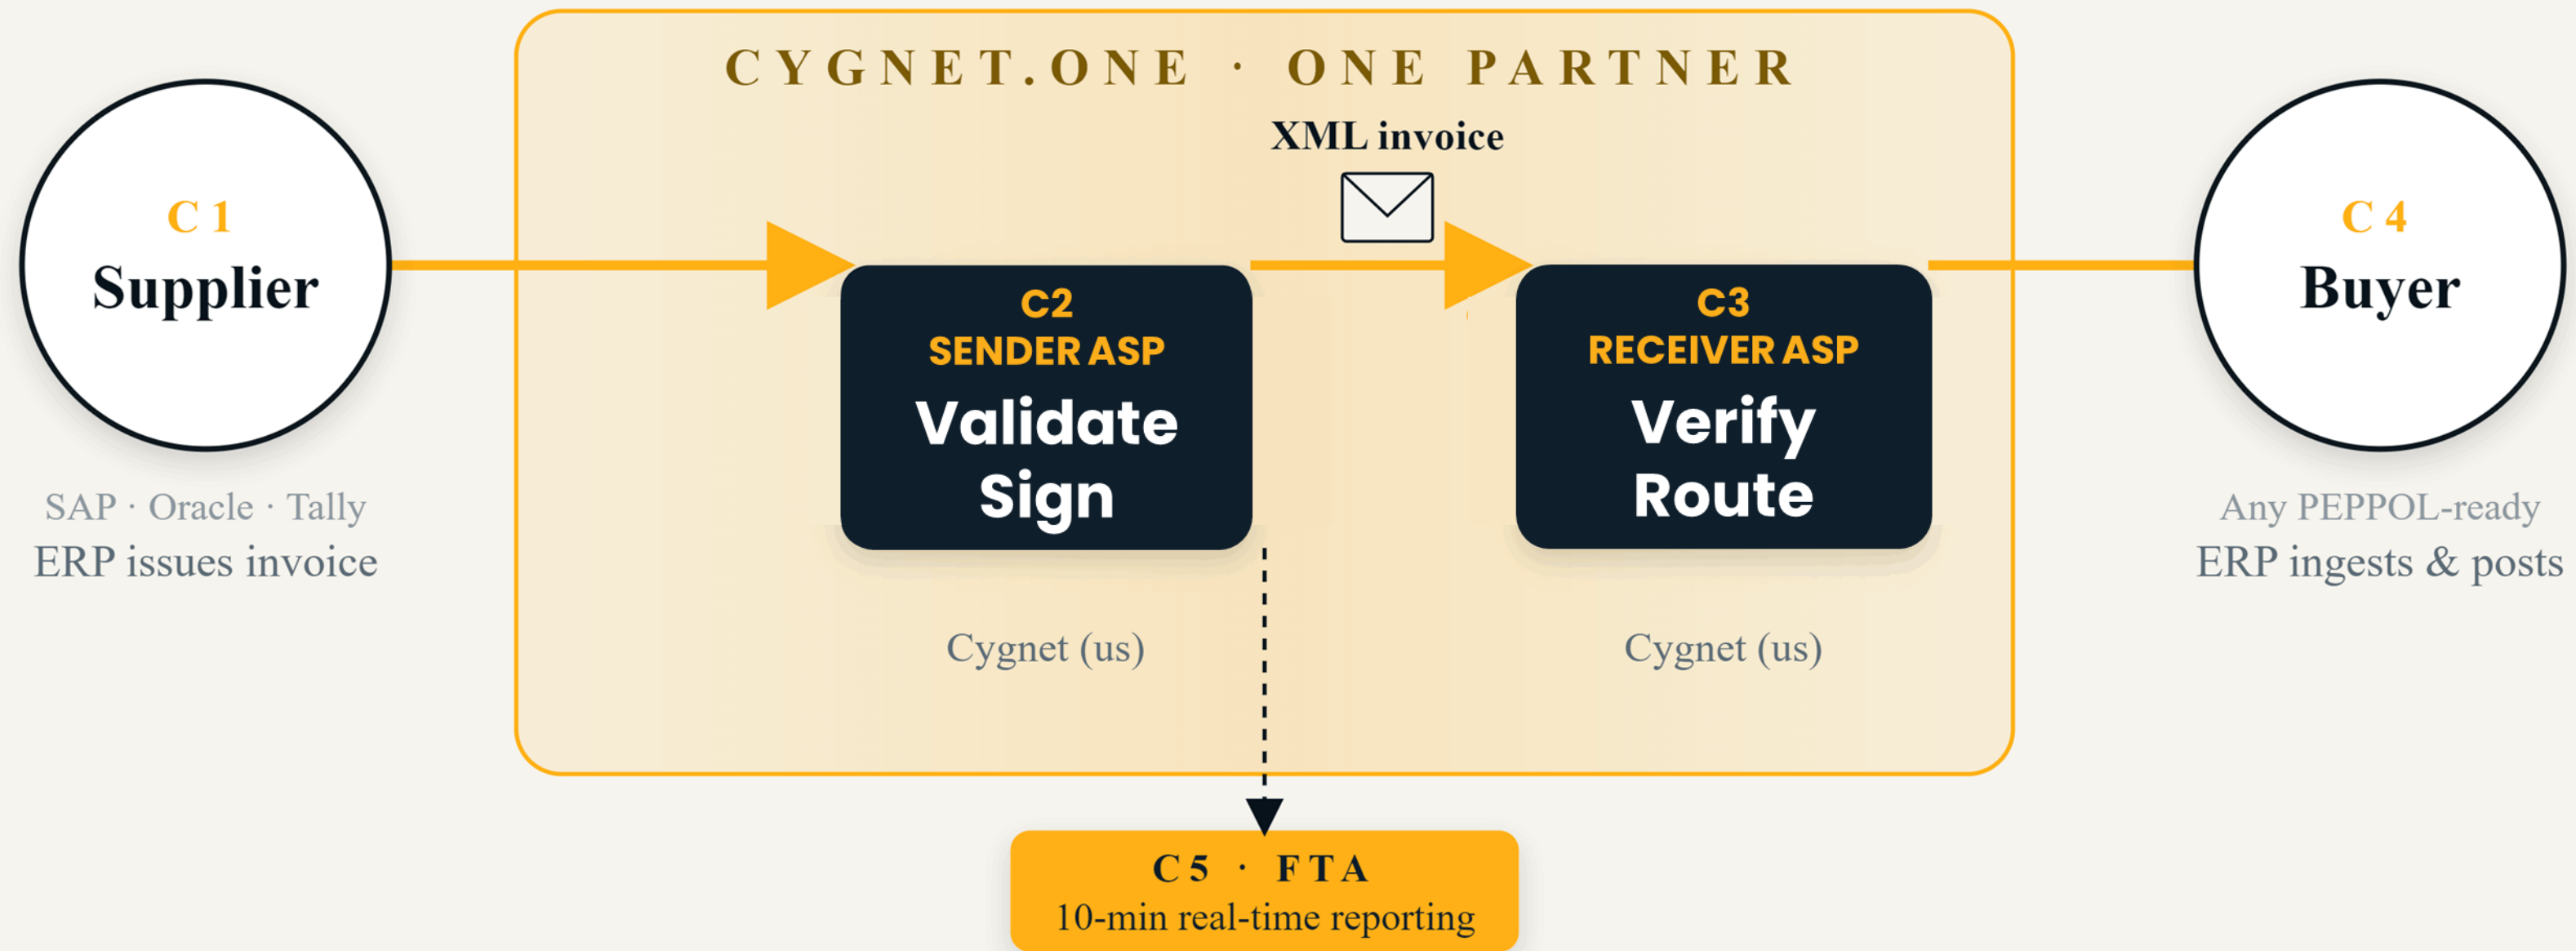 CYGNET.ONE · ONE PARTNER
XML invoice
C1
Supplier
SAP · Oracle · Tally
ERP issues invoice
C2
SENDER ASP
Validate
Sign
Cygnet (us)
C3
RECEIVER ASP
Verify
Route
Cygnet (us)
C4
Buyer
Any PEPPOL-ready
ERP ingests & posts
C5 · FTA
10-min real-time reporting